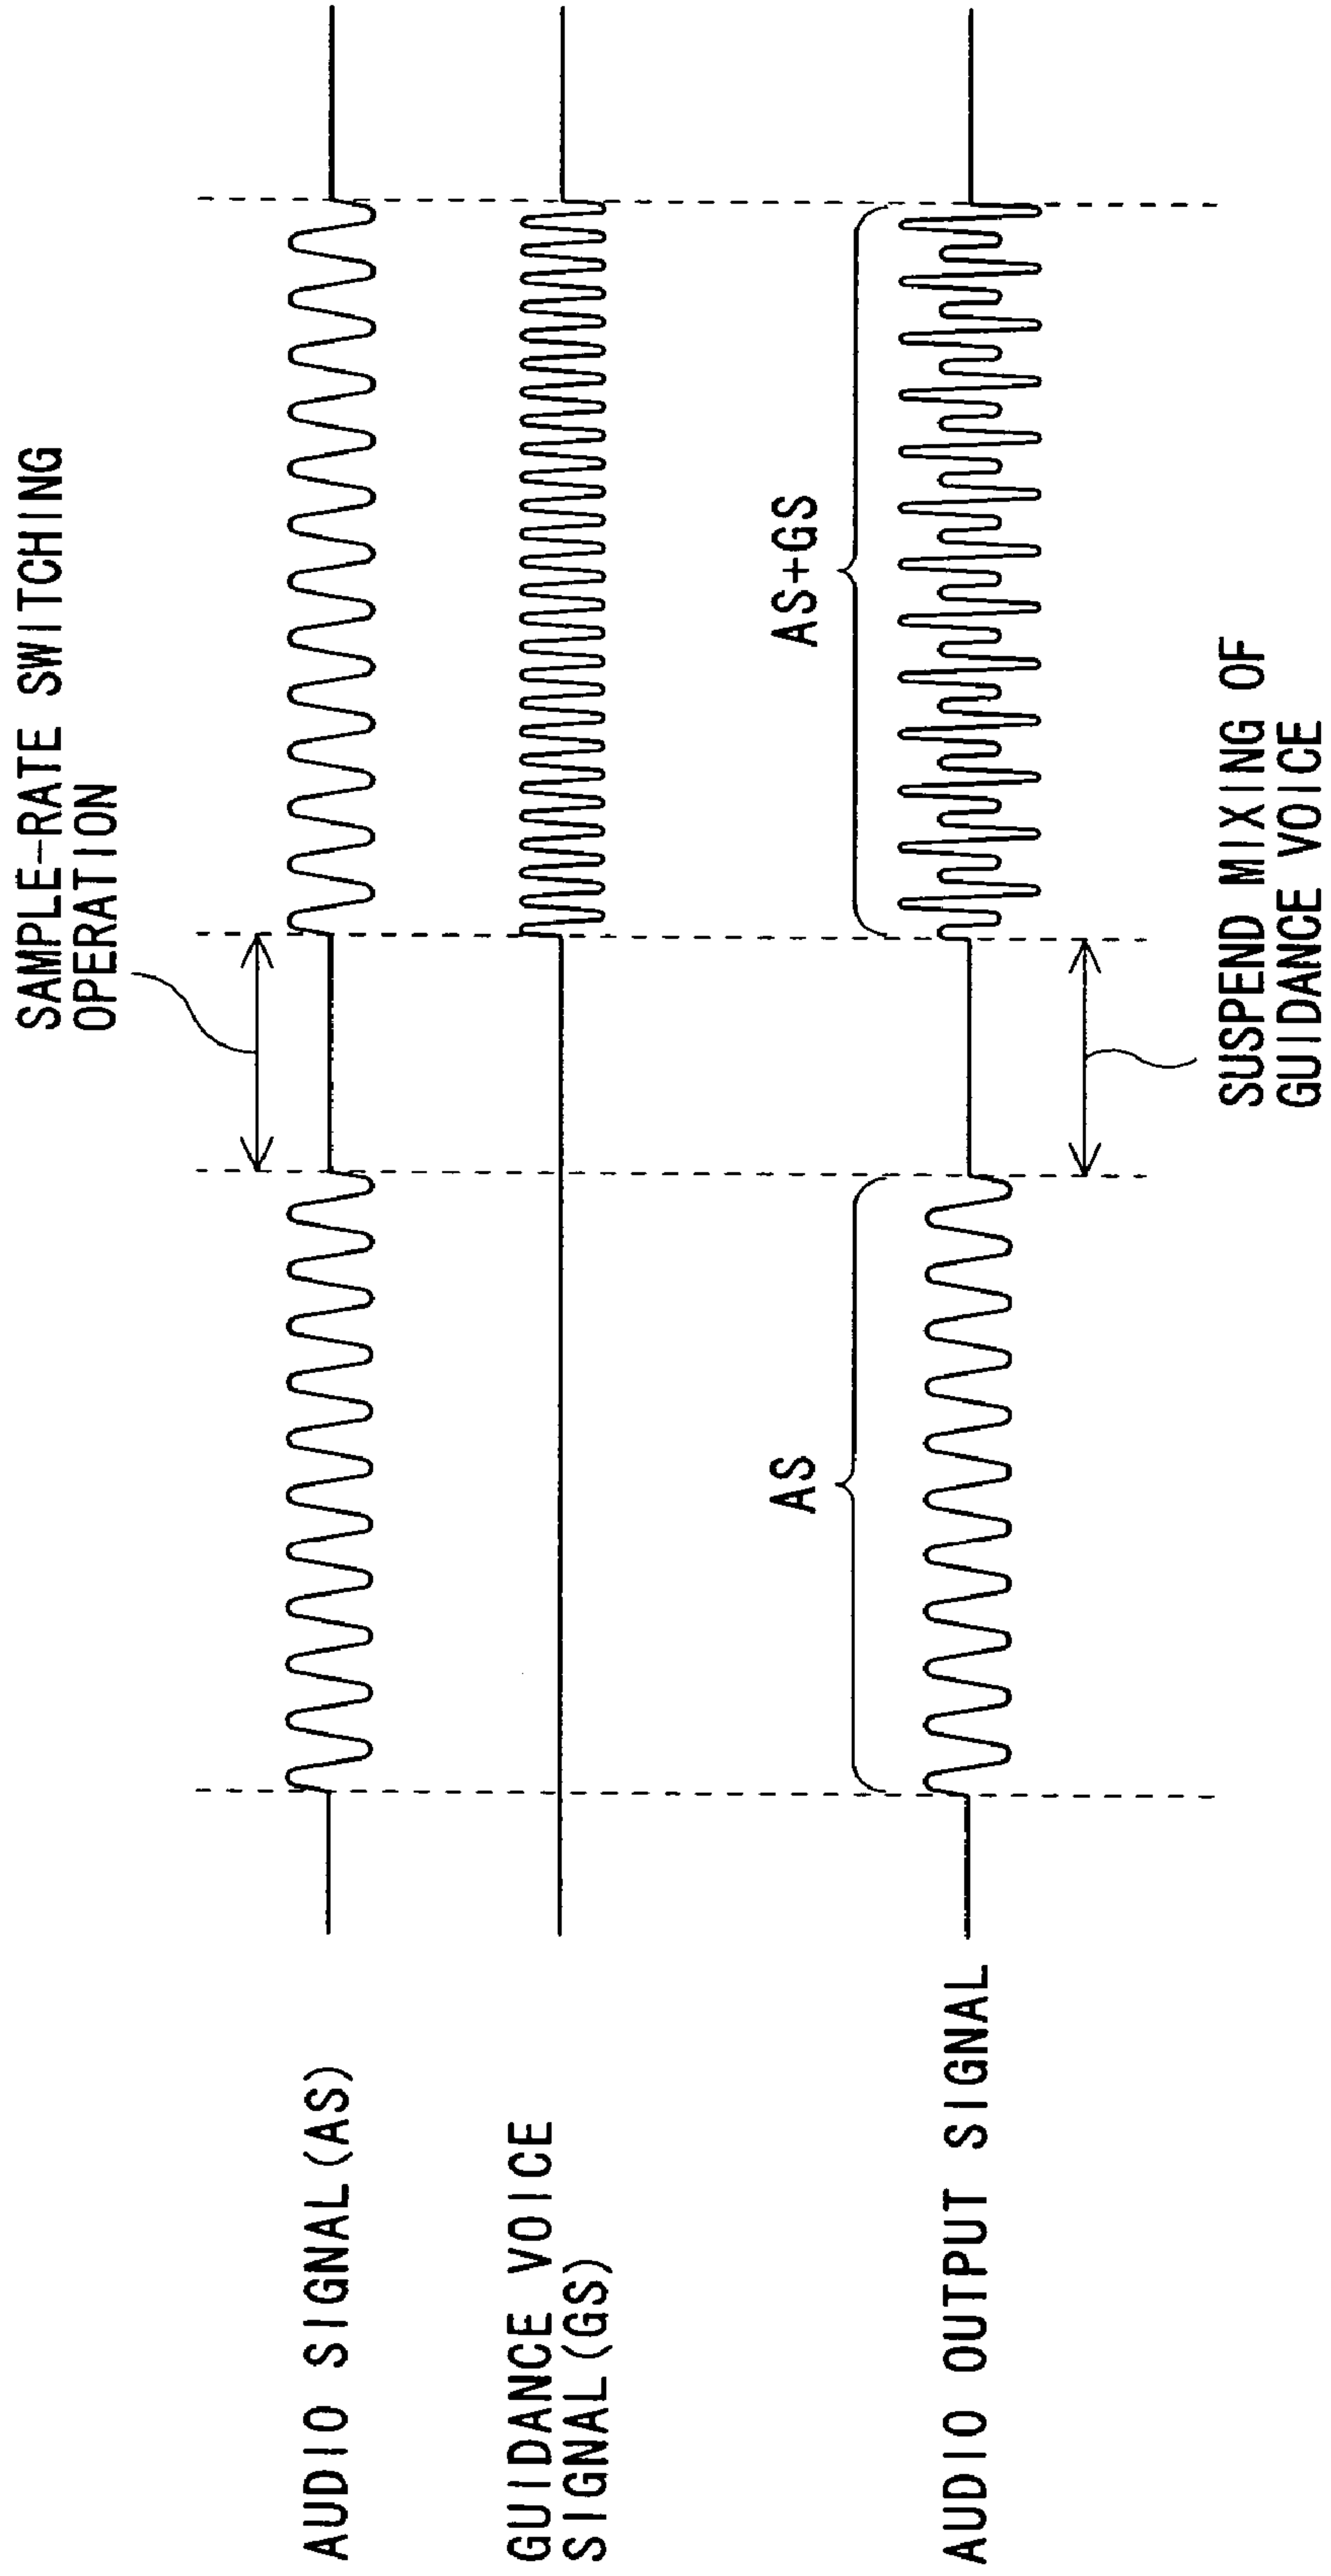 SAMPLE-RATE SWITCHING
OPERATION
AUDIO SIGNAL(AS)
GUIDANCE VOICE
SIGNAL(GS)
AS
AS+GS
AUDIO OUTPUT SIGNAL
SUSPEND MIXING OF
GUIDANCE VOICE